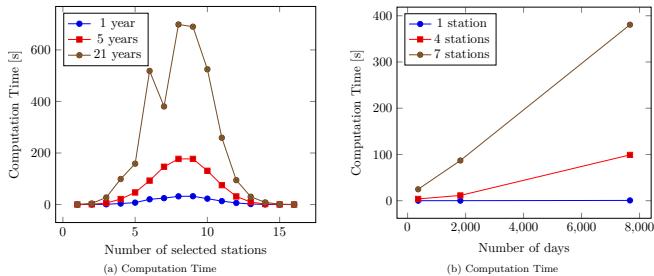 1 year
5 years
21 years
600
400
200
0
0
5
10
15
Computation Time [s]
Number of selected stations
(a) Computation Time
1 station
4 stations
7 stations
400
300
200
100
0
0
2,000
4,000
6,000
8,000
Computation Time [s]
Number of days
(b) Computation Time